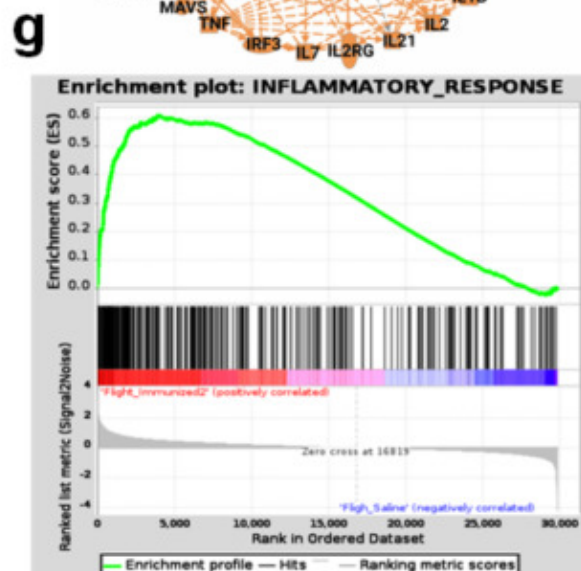 MAVS
TNF
IRF3
IL7
IL2RG
IL21
IL2
g
Enrichment plot: INFLAMMATORY_RESPONSE
Enrichment score (ES)
0.6
0.5
0.4
0.3
0.2
0.1
0.0
Ranked list metric (Signal2Noise)
4
2
0
-2
-4
'Flight_immunized2' (positively correlated)
Zero cross at 16819
'Fligh_Saline' (negatively correlated)
0 5,000 10,000 15,000 20,000 25,000 30,000
Rank in Ordered Dataset
Enrichment profile Hits Ranking metric scores